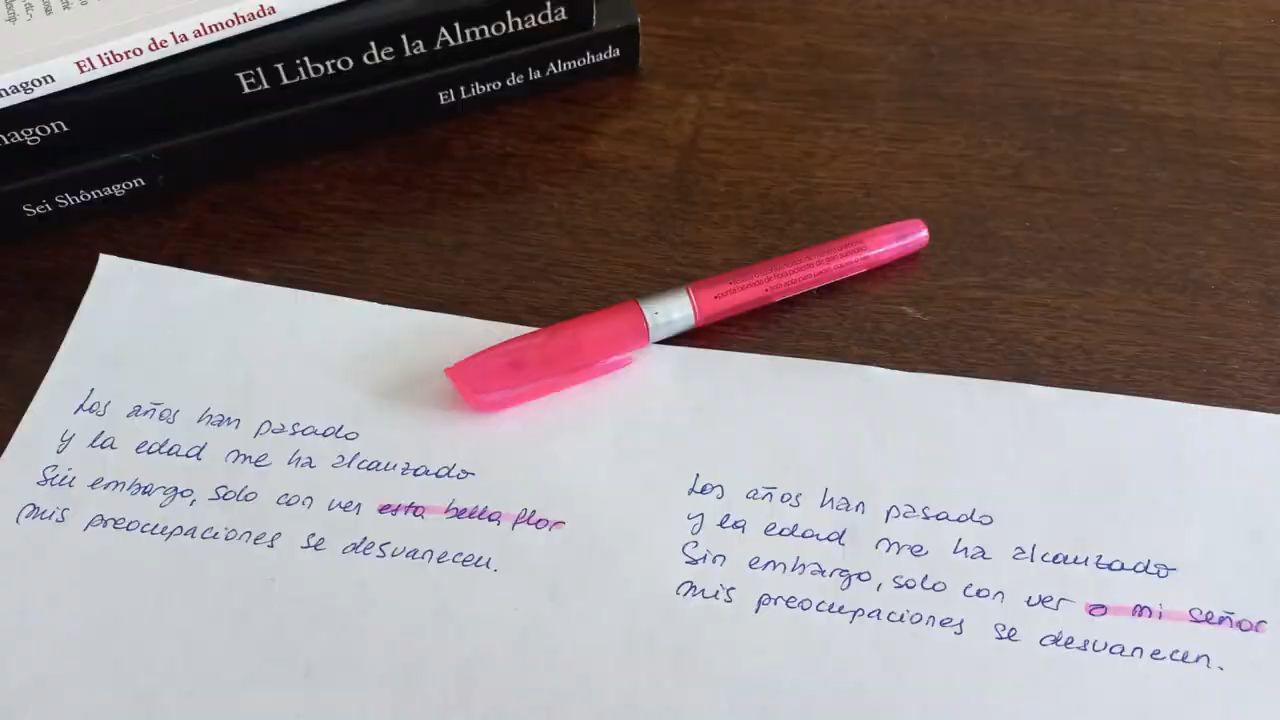 nagon El libro de la almohada
nagon El Libro de la Almohada
Sei Shônagon El Libro de la Almohada
Los años han pasado
y la edad me ha alcanzado
Sin embargo, solo con ver esta bella flor
mis preocupaciones se desvanecen.
Los años han pasado
y la edad me ha alcanzado
Sin embargo, solo con ver a mi señor
mis preocupaciones se desvanecen.